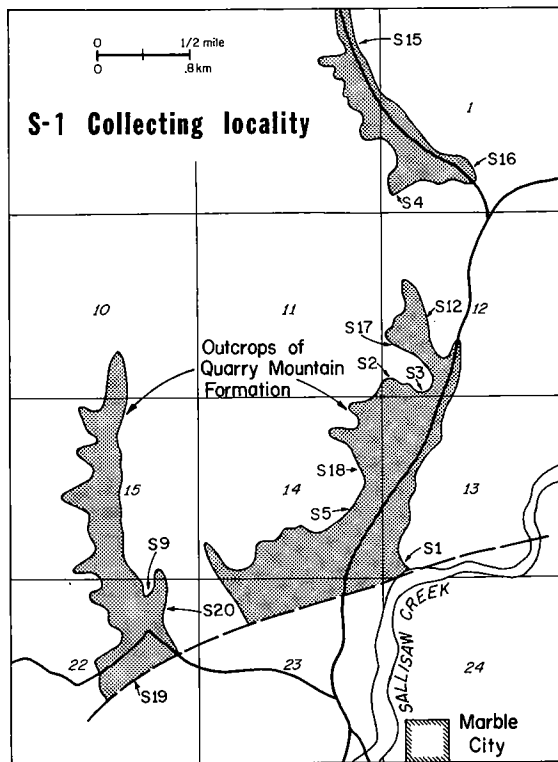 0 1/2 mile
0 .8 km
S15
S-1 Collecting locality
1
S16
S4
10
11
S12
12
S17
Outcrops of
Quarry Mountain
Formation
S2
S3
15
S18
14
13
S5
S1
S9
S20
22
23
24
S19
SALLISAW CREEK
Marble
City